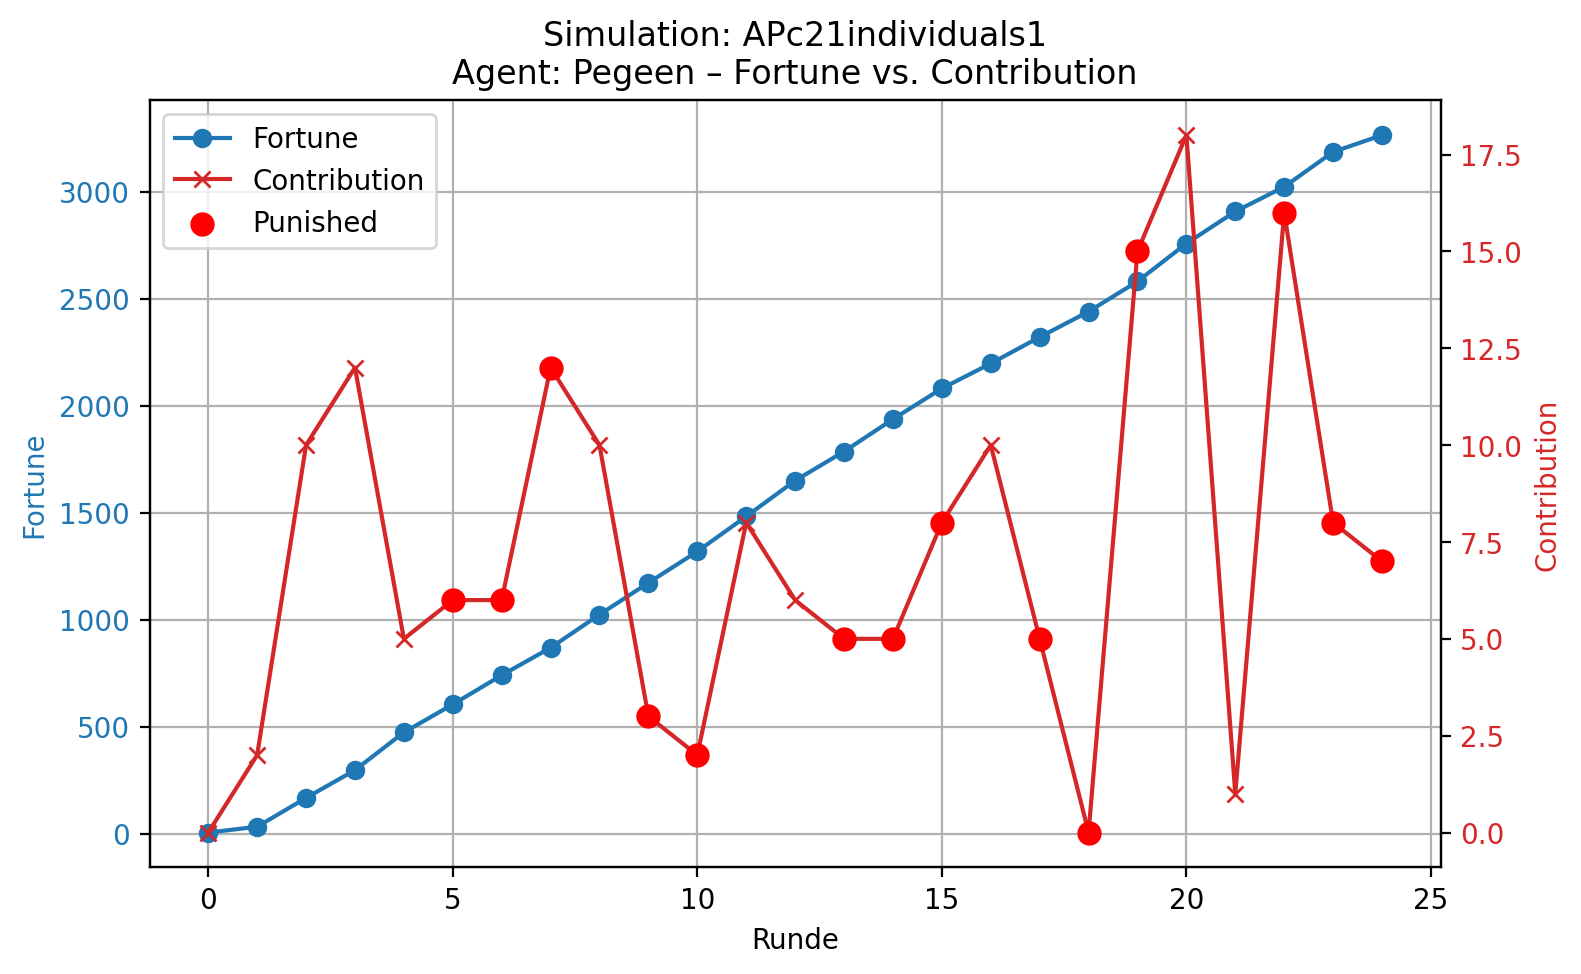 Simulation: APc21individuals1
Agent: Pegeen – Fortune vs. Contribution
Fortune
Contribution
Punished
3000
2500
2000
1500
1000
500
0
Fortune
17.5
15.0
12.5
10.0
7.5
5.0
2.5
0.0
Contribution
0 5 10 15 20 25
Runde